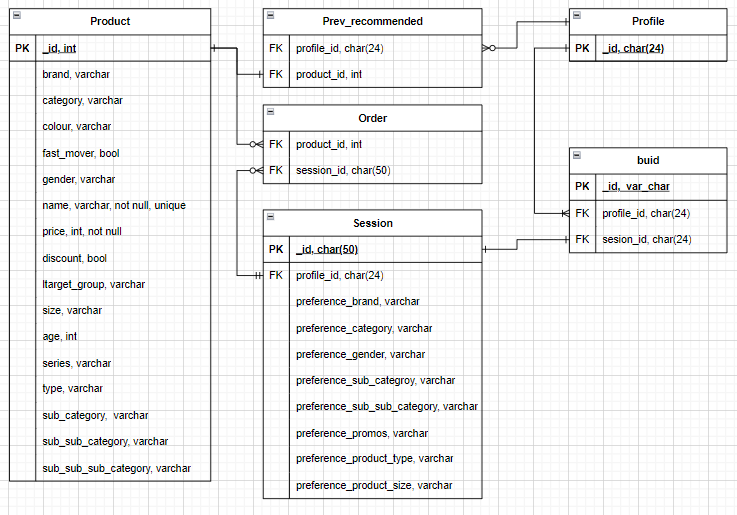 Product
PK _id, int
brand, varchar
category, varchar
colour, varchar
fast_mover, bool
gender, varchar
name, varchar, not null, unique
price, int, not null
discount, bool
ltarget_group, varchar
size, varchar
age, int
series, varchar
type, varchar
sub_category, varchar
sub_sub_category, varchar
sub_sub_sub_category, varchar
Prev_recommended
FK profile_id, char(24)
FK product_id, int
Order
FK product_id, int
FK session_id, char(50)
Session
PK _id, char(50)
FK profile_id, char(24)
preference_brand, varchar
preference_category, varchar
preference_gender, varchar
preference_sub_categroy, varchar
preference_sub_sub_category, varchar
preference_promos, varchar
preference_product_type, varchar
preference_product_size, varchar
Profile
PK _id, char(24)
buid
PK _id, var_char
FK profile_id, char(24)
FK sesion_id, char(24)